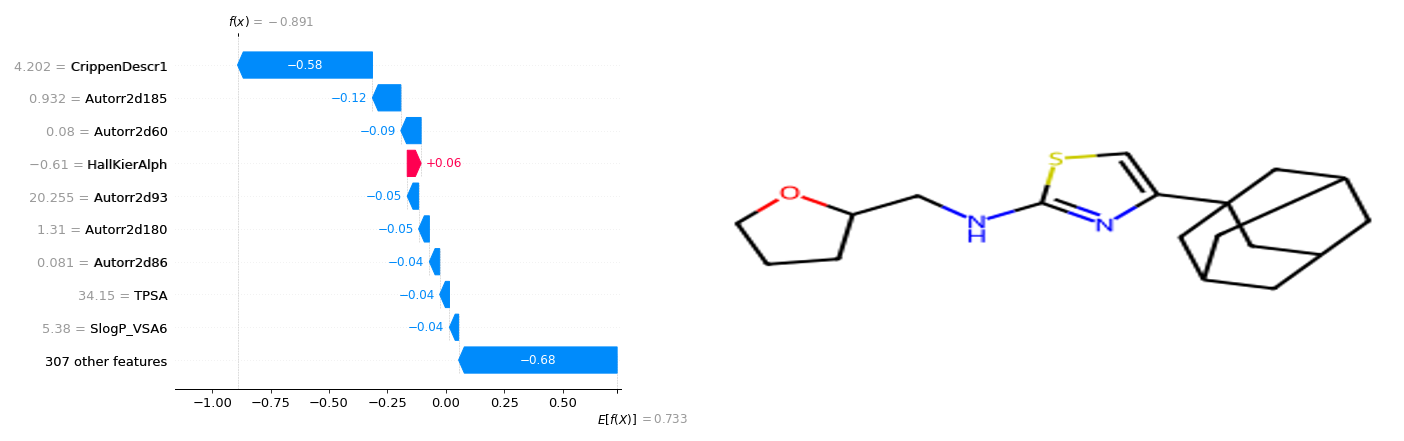 f(x) = −0.891
4.202 = CrippenDescr1 −0.58
0.932 = Autorr2d185 −0.12
0.08 = Autorr2d60 −0.09
−0.61 = HallKierAlph +0.06
20.255 = Autorr2d93 −0.05
1.31 = Autorr2d180 −0.05
0.081 = Autorr2d86 −0.04
34.15 = TPSA −0.04
5.38 = SlogP_VSA6 −0.04
307 other features −0.68
−1.00 −0.75 −0.50 −0.25 0.00 0.25 0.50
E[f(X)] = 0.733
S
O
N
H
N